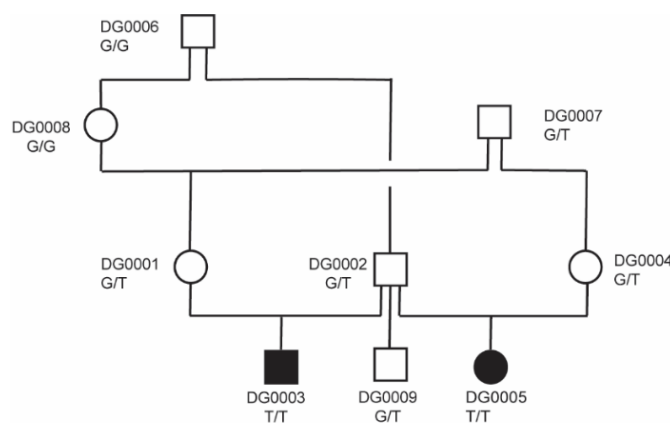 DG0006
G/G
DG0008
G/G
DG0007
G/T
DG0001
G/T
DG0002
G/T
DG0004
G/T
DG0003
T/T
DG0009
G/T
DG0005
T/T